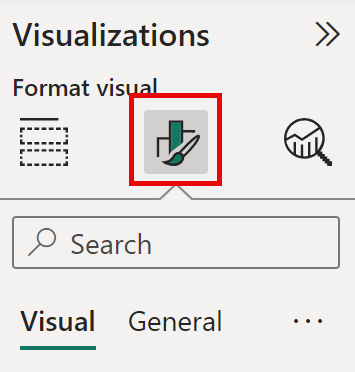 Visualizations
Format visual
Search
Visual General